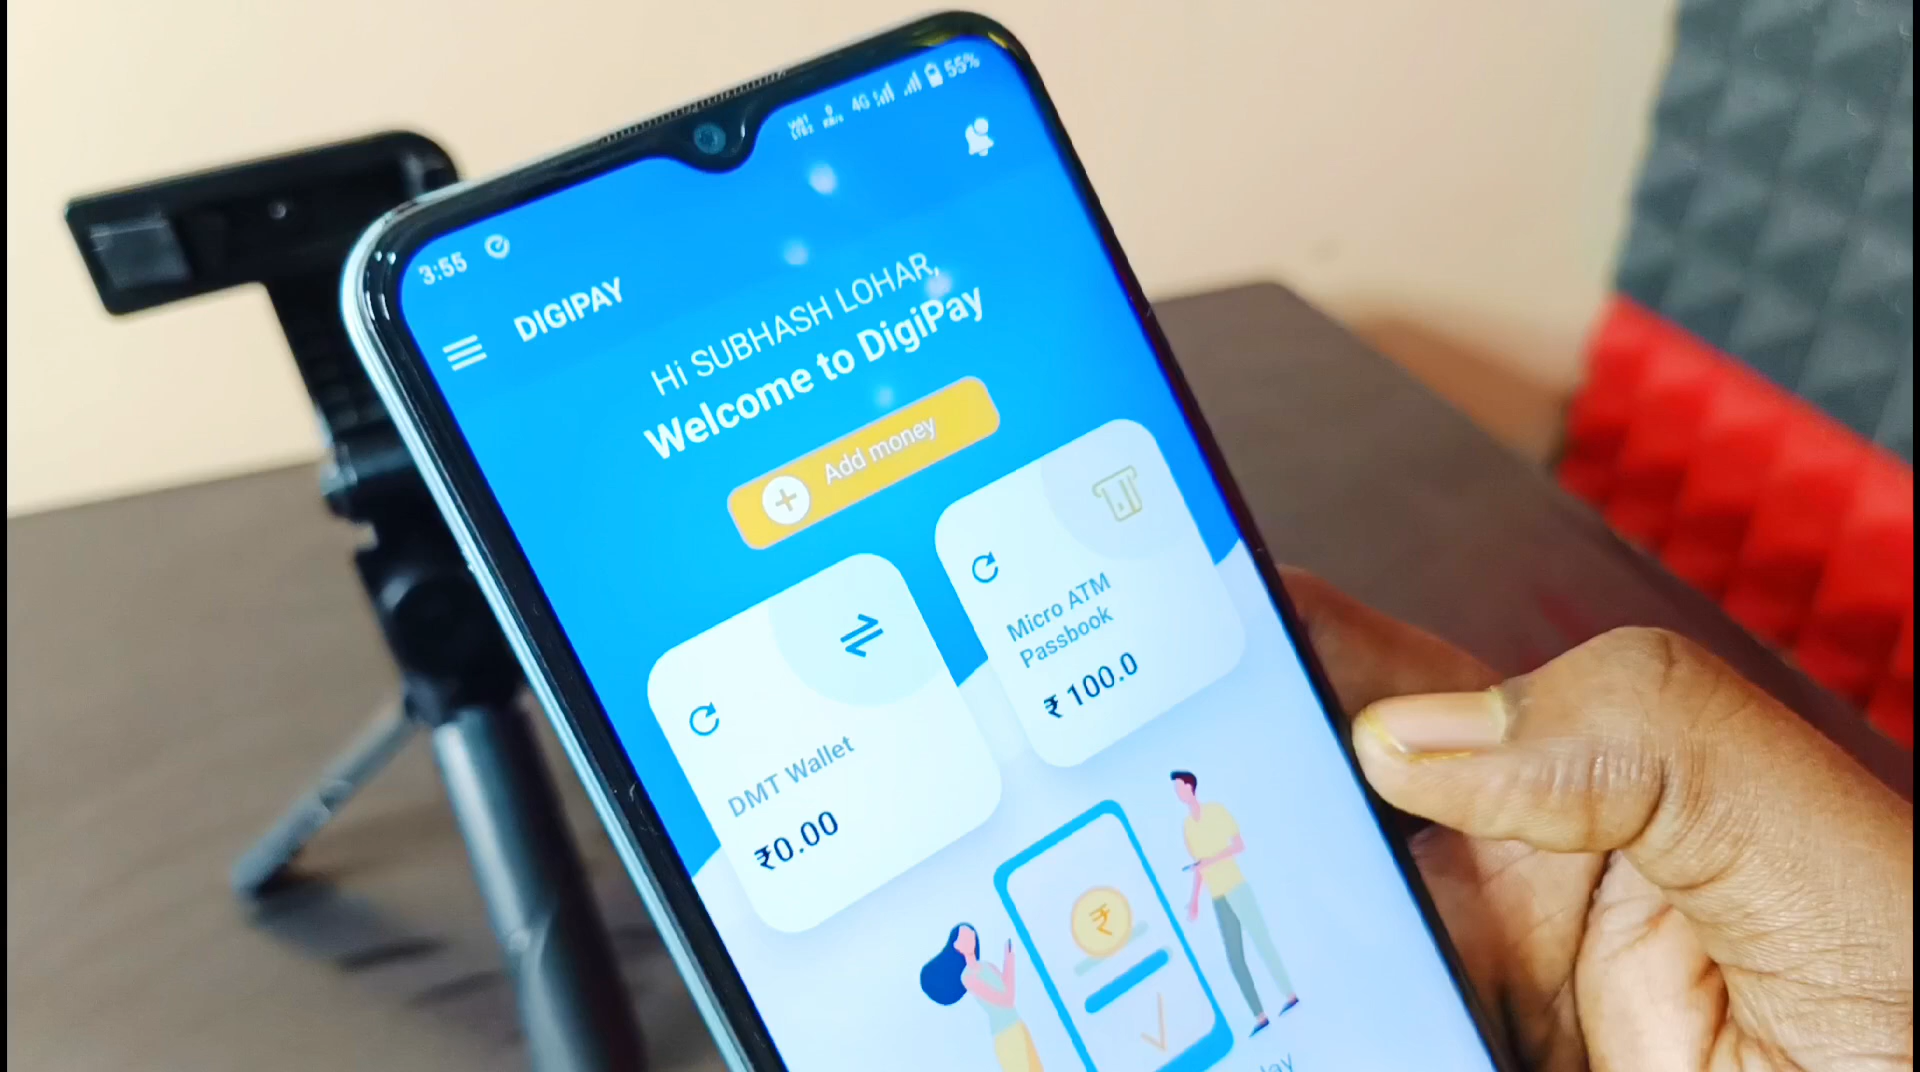 3:55
4G
55%
DIGIPAY
Hi SUBHASH LOHAR,
Welcome to DigiPay
Add money
DMT Wallet
₹0.00
Micro ATM
Passbook
₹ 100.0
₹